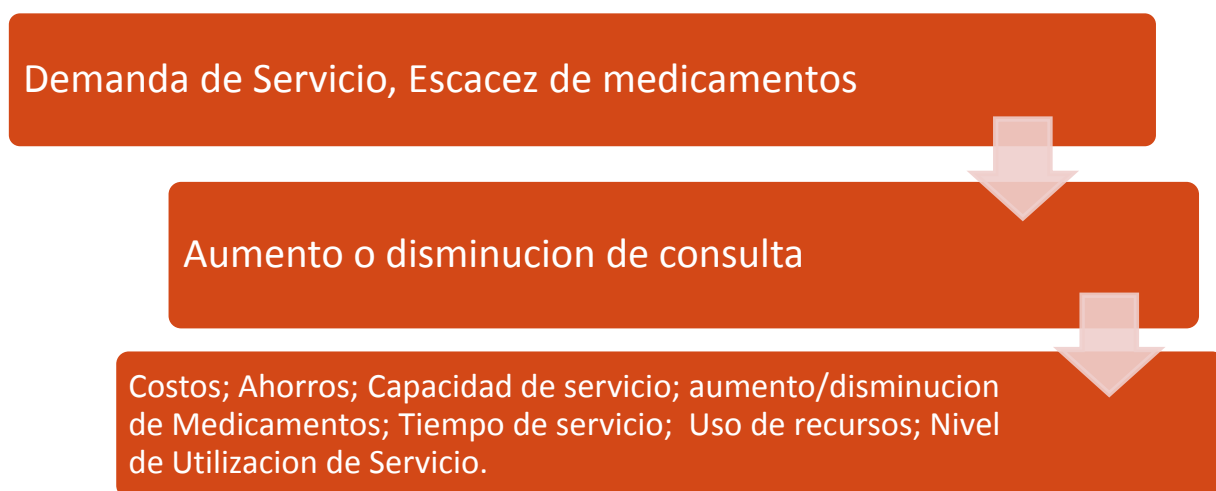 Demanda de Servicio, Escacez de medicamentos
Aumento o disminucion de consulta
Costos; Ahorros; Capacidad de servicio; aumento/disminucion
de Medicamentos; Tiempo de servicio; Uso de recursos; Nivel
de Utilizacion de Servicio.